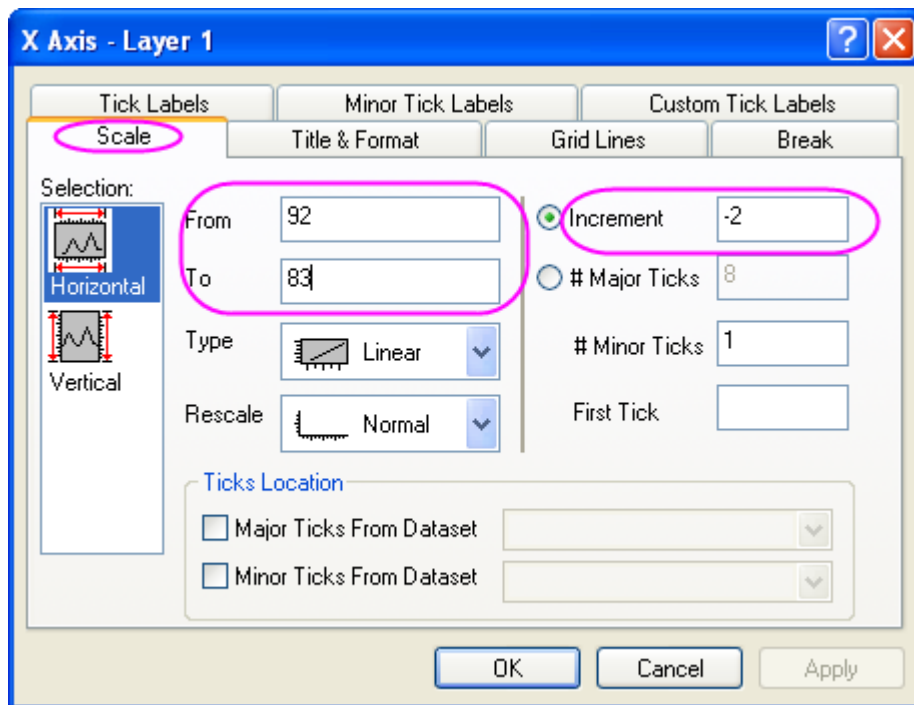 X Axis - Layer 1
Tick Labels Minor Tick Labels Custom Tick Labels
Scale Title & Format Grid Lines Break
Selection:
Horizontal
Vertical
From 92
To 83
Type Linear
Rescale Normal
Increment -2
# Major Ticks 8
# Minor Ticks 1
First Tick
Ticks Location
Major Ticks From Dataset
Minor Ticks From Dataset
OK Cancel Apply